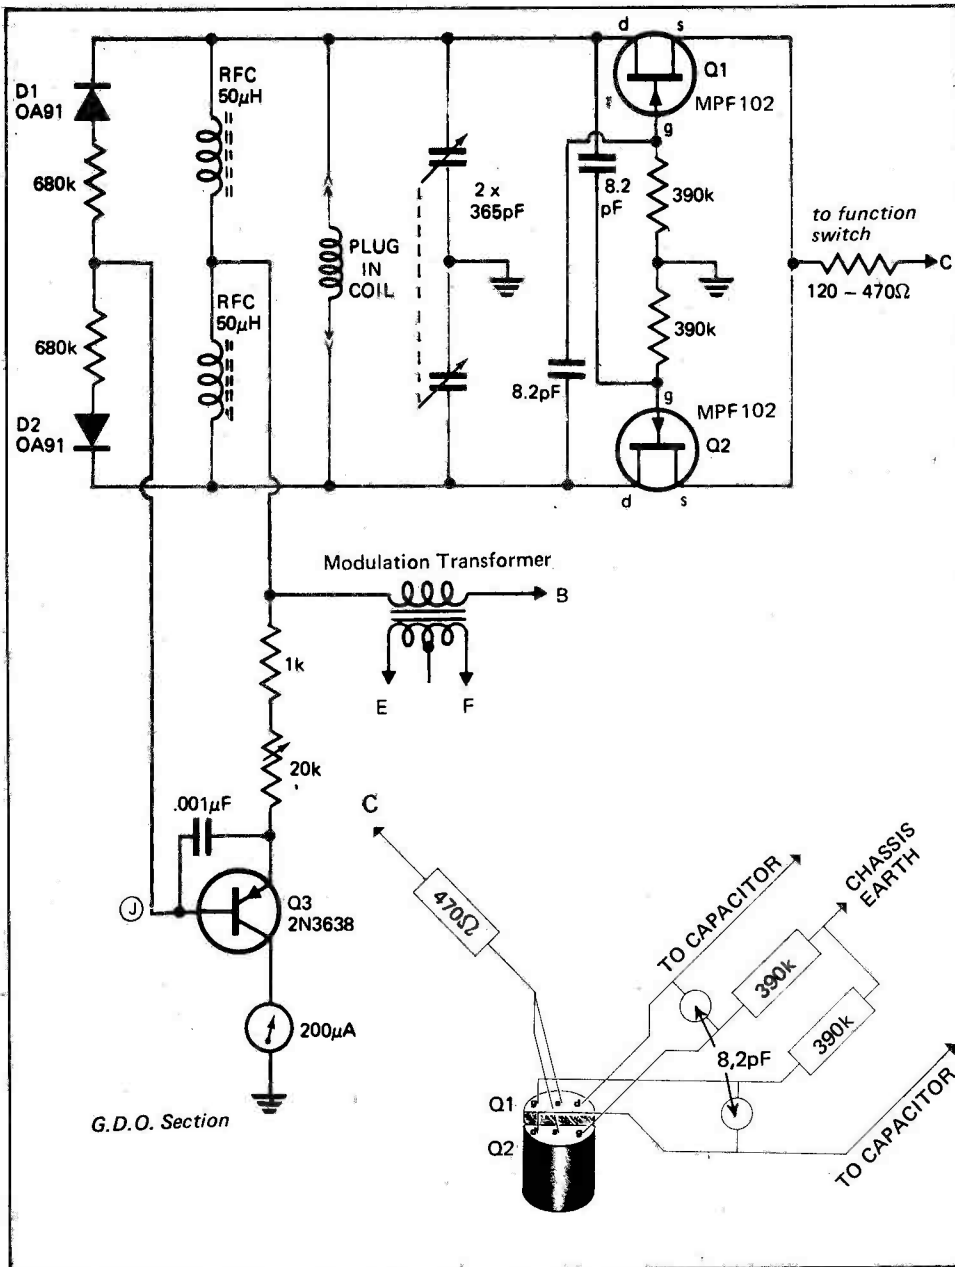 d
s
Q1
MPF102
g
D1
OA91
RFC
50µH
680k
2 x
365pF
8.2
pF
390k
to function
switch
C
120 – 470Ω
PLUG
IN
COIL
RFC
50µH
680k
390k
8.2pF
g
MPF102
Q2
D2
OA91
d
s
Modulation Transformer
B
E
F
1k
20k
.001µF
J
Q3
2N3638
200µA
G.D.O. Section
C
470Ω
TO CAPACITOR
CHASSIS
EARTH
390k
390k
8,2pF
Q1
g s d
Q2
d s g
TO CAPACITOR